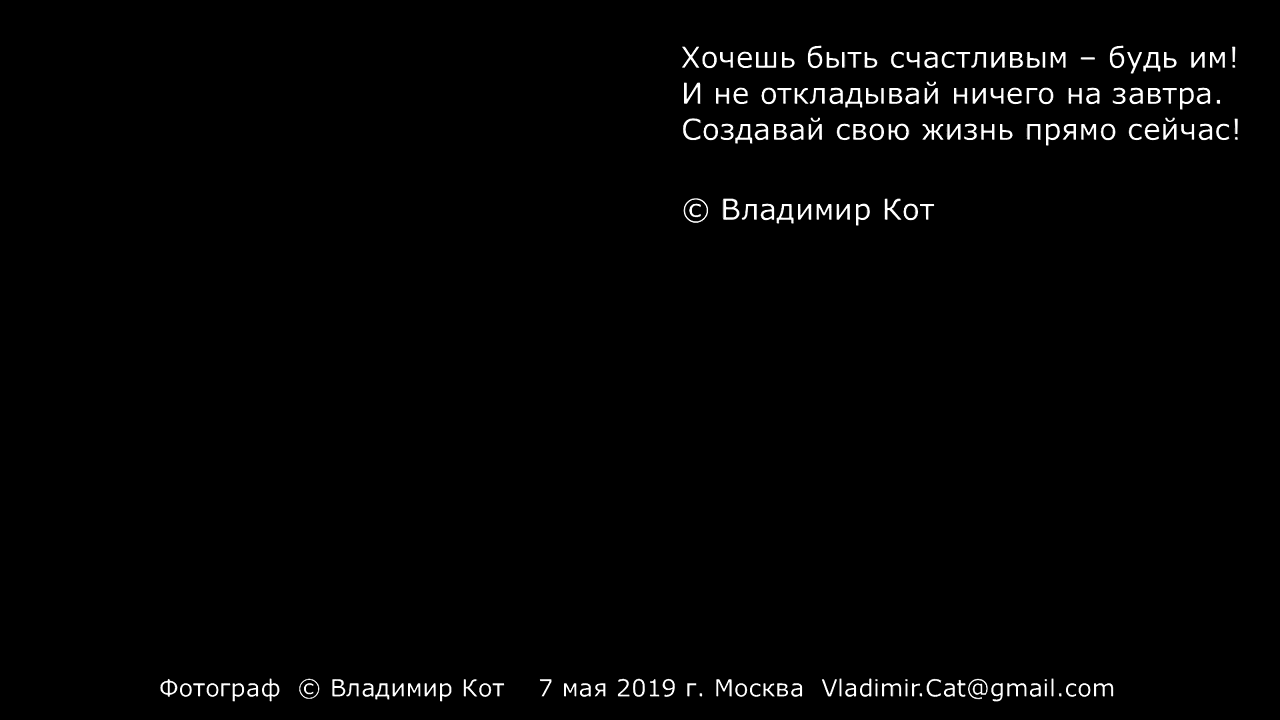 Хочешь быть счастливым – будь им!
И не откладывай ничего на завтра.
Создавай свою жизнь прямо сейчас!
© Владимир Кот
Фотограф © Владимир Кот 7 мая 2019 г. Москва Vladimir.Cat@gmail.com